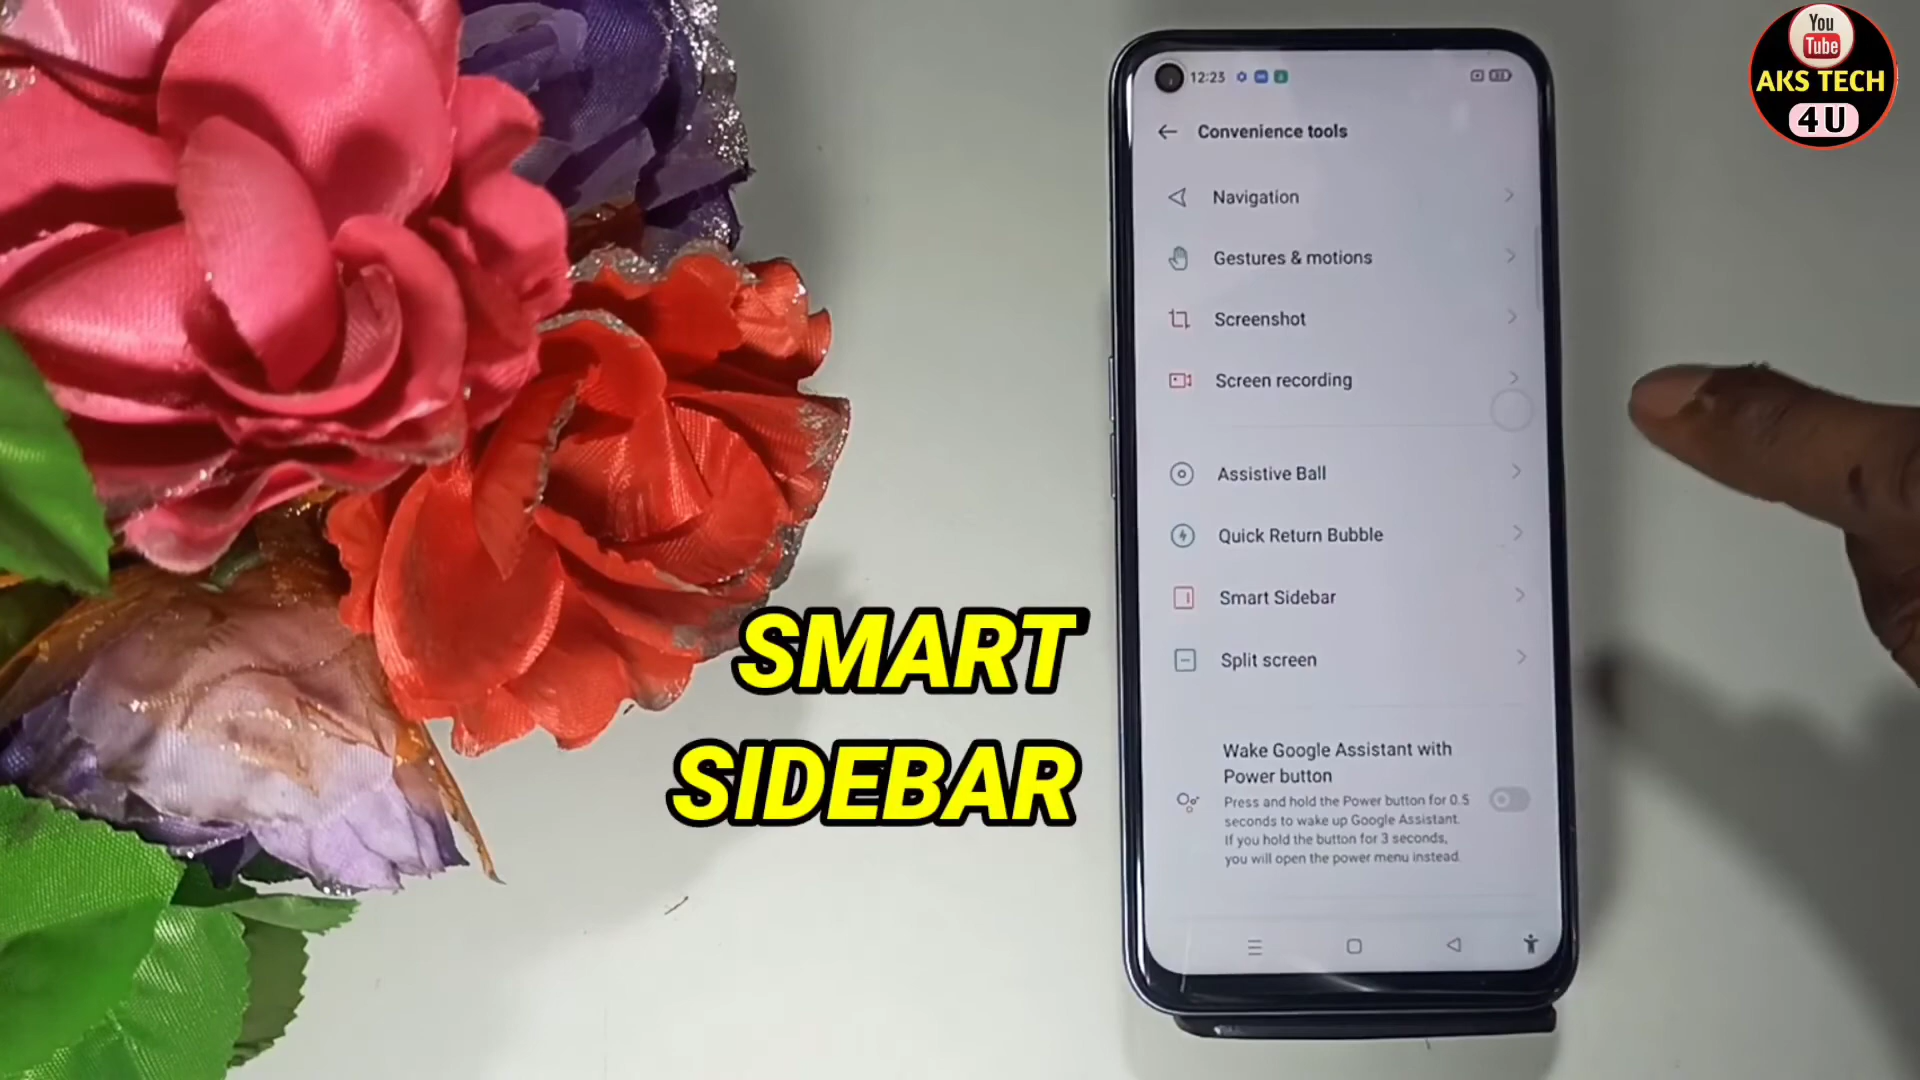 You
Tube
AKS TECH
4U
12:23
Convenience tools
Navigation
Gestures & motions
Screenshot
Screen recording
Assistive Ball
Quick Return Bubble
Smart Sidebar
Split screen
Wake Google Assistant with
Power button
Press and hold the Power button for 0.5
seconds to wake up Google Assistant.
If you hold the button for 3 seconds,
you will open the power menu instead.
SMART
SIDEBAR